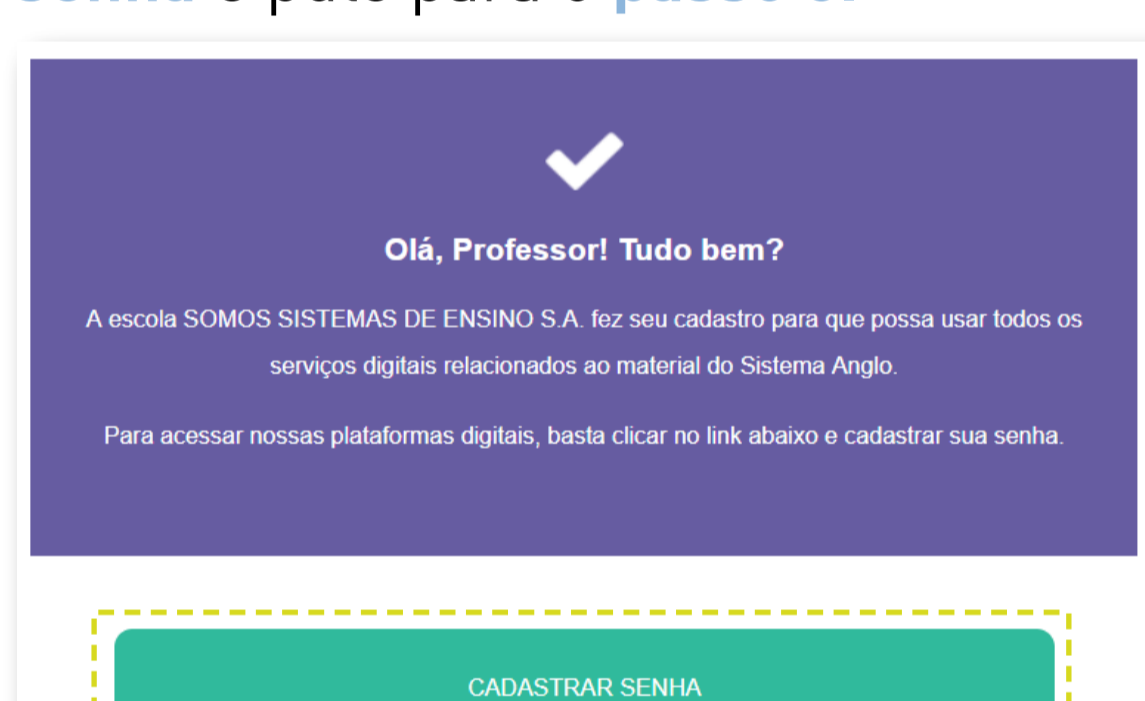 e pule para o
Olá, Professor! Tudo bem?
A escola SOMOS SISTEMAS DE ENSINO S.A. fez seu cadastro para que possa usar todos os
serviços digitais relacionados ao material do Sistema Anglo.
Para acessar nossas plataformas digitais, basta clicar no link abaixo e cadastrar sua senha.
CADASTRAR SENHA